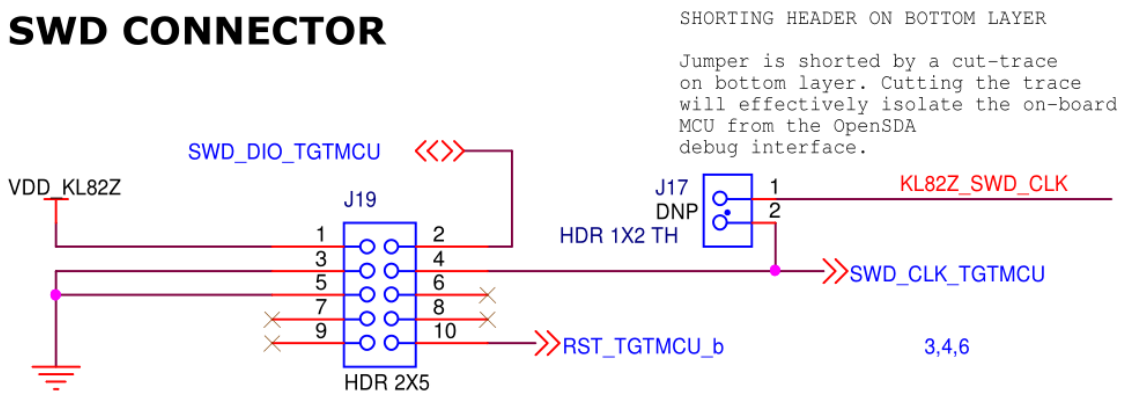 SWD CONNECTOR
SHORTING HEADER ON BOTTOM LAYER
Jumper is shorted by a cut-trace
on bottom layer. Cutting the trace
will effectively isolate the on-board
MCU from the OpenSDA
debug interface.
SWD_DIO_TGTMCU
VDD_KL82Z
J19
J17
DNP
HDR 1X2 TH
1
2
KL82Z_SWD_CLK
1
2
3
4
5
6
7
8
9
10
SWD_CLK_TGTMCU
RST_TGTMCU_b
3,4,6
HDR 2X5